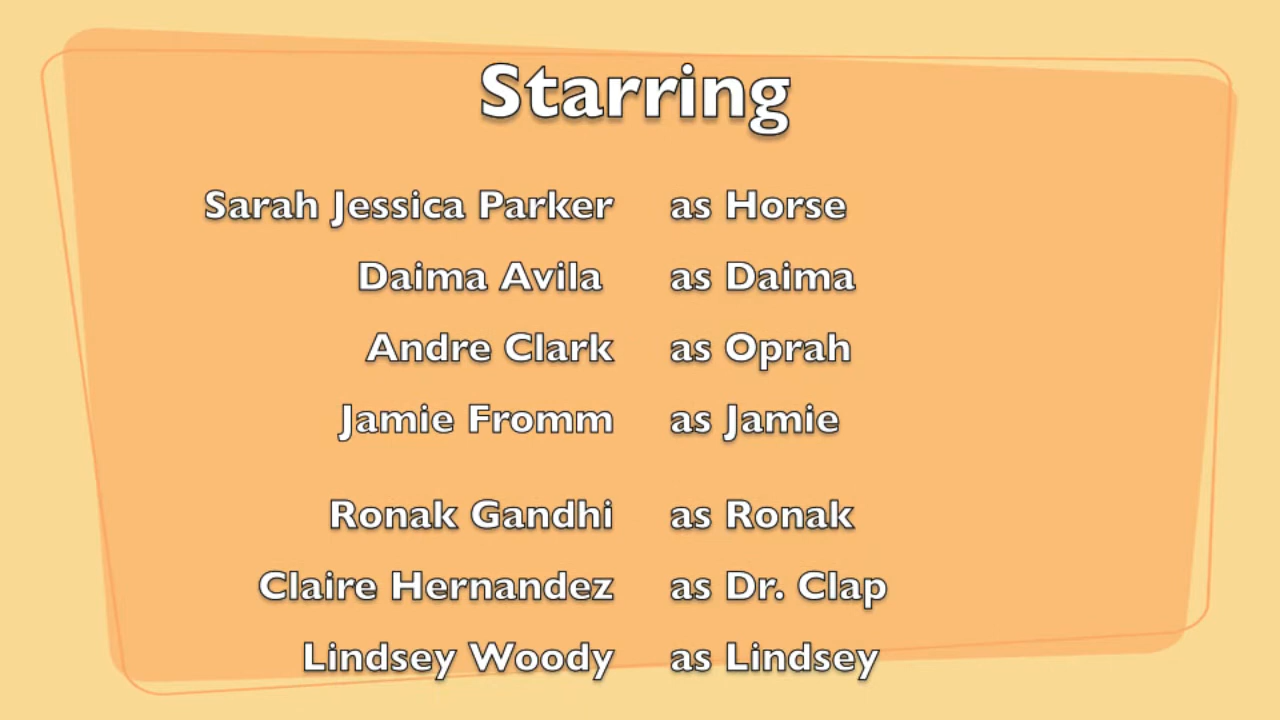 Starring
Sarah Jessica Parker as Horse
Daima Avila as Daima
Andre Clark as Oprah
Jamie Fromm as Jamie
Ronak Gandhi as Ronak
Claire Hernandez as Dr. Clap
Lindsey Woody as Lindsey